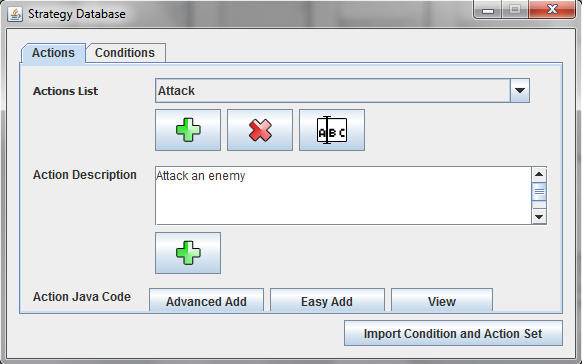 Strategy Database
Actions Conditions
Actions List Attack
ABC
Action Description Attack an enemy
Action Java Code Advanced Add Easy Add View
Import Condition and Action Set